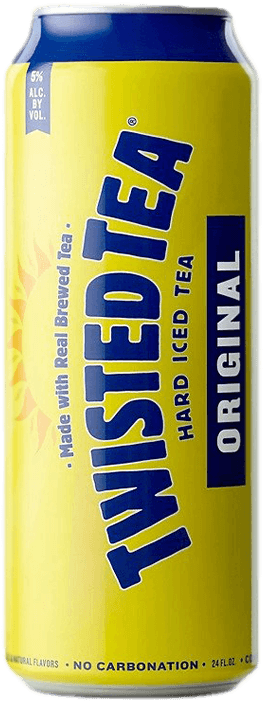 5%
ALC.
BY
VOL.
• Made with Real Brewed Tea •
TWISTED TEA®
HARD ICED TEA
ORIGINAL
NATURAL FLAVORS • NO CARBONATION • 24 FL.OZ. •